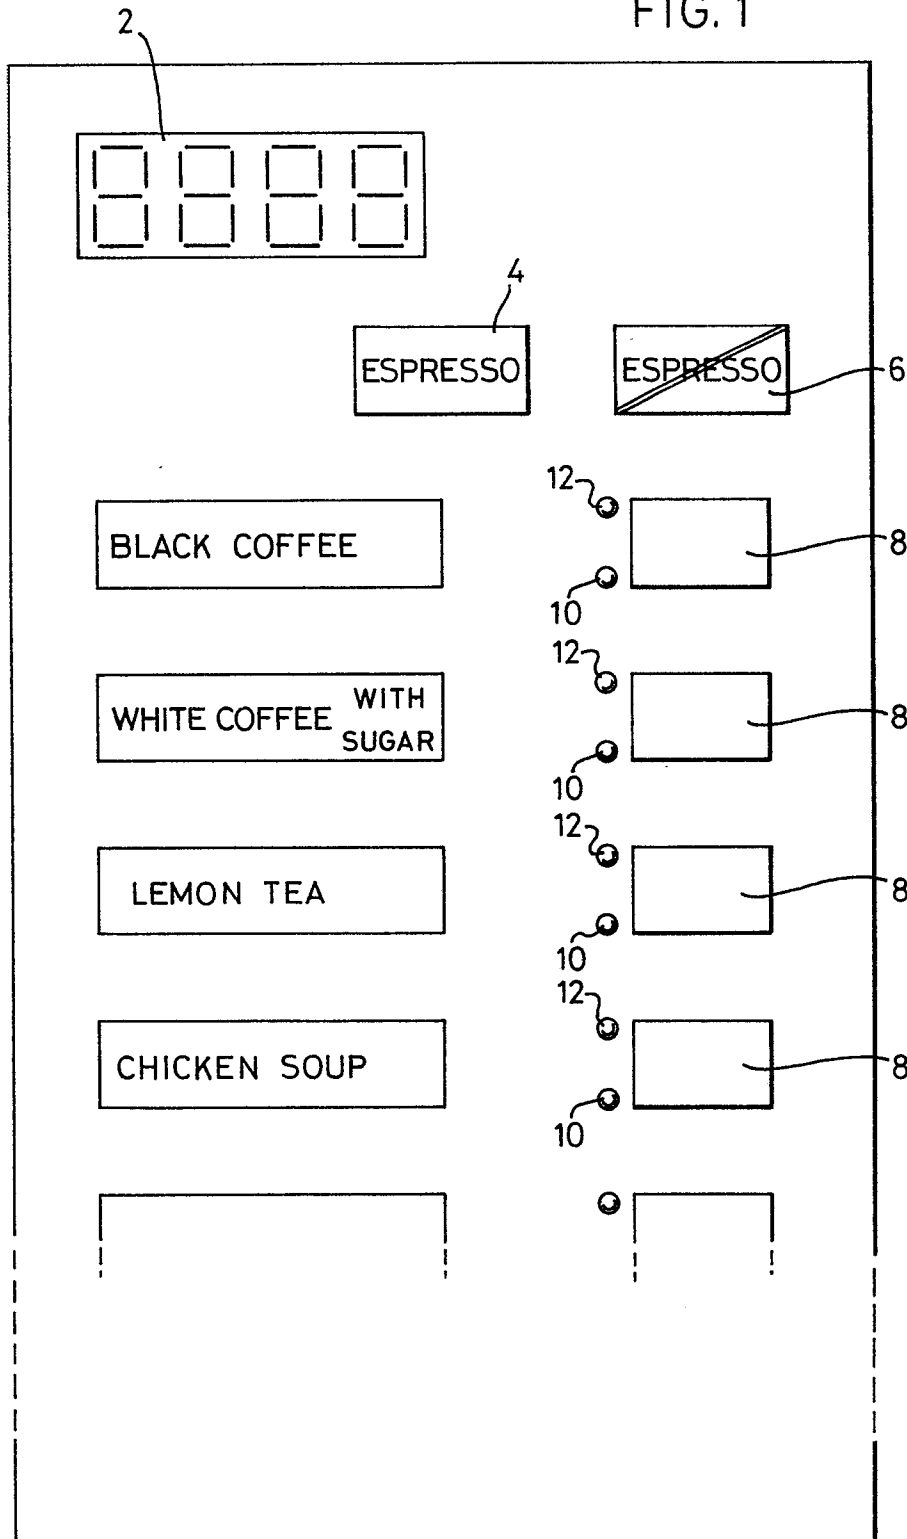 FIG. 1
2
4
ESPRESSO
ESPRESSO
6
12
BLACK COFFEE
8
10
12
WHITE COFFEE WITH SUGAR
8
10
12
LEMON TEA
8
10
12
CHICKEN SOUP
8
10